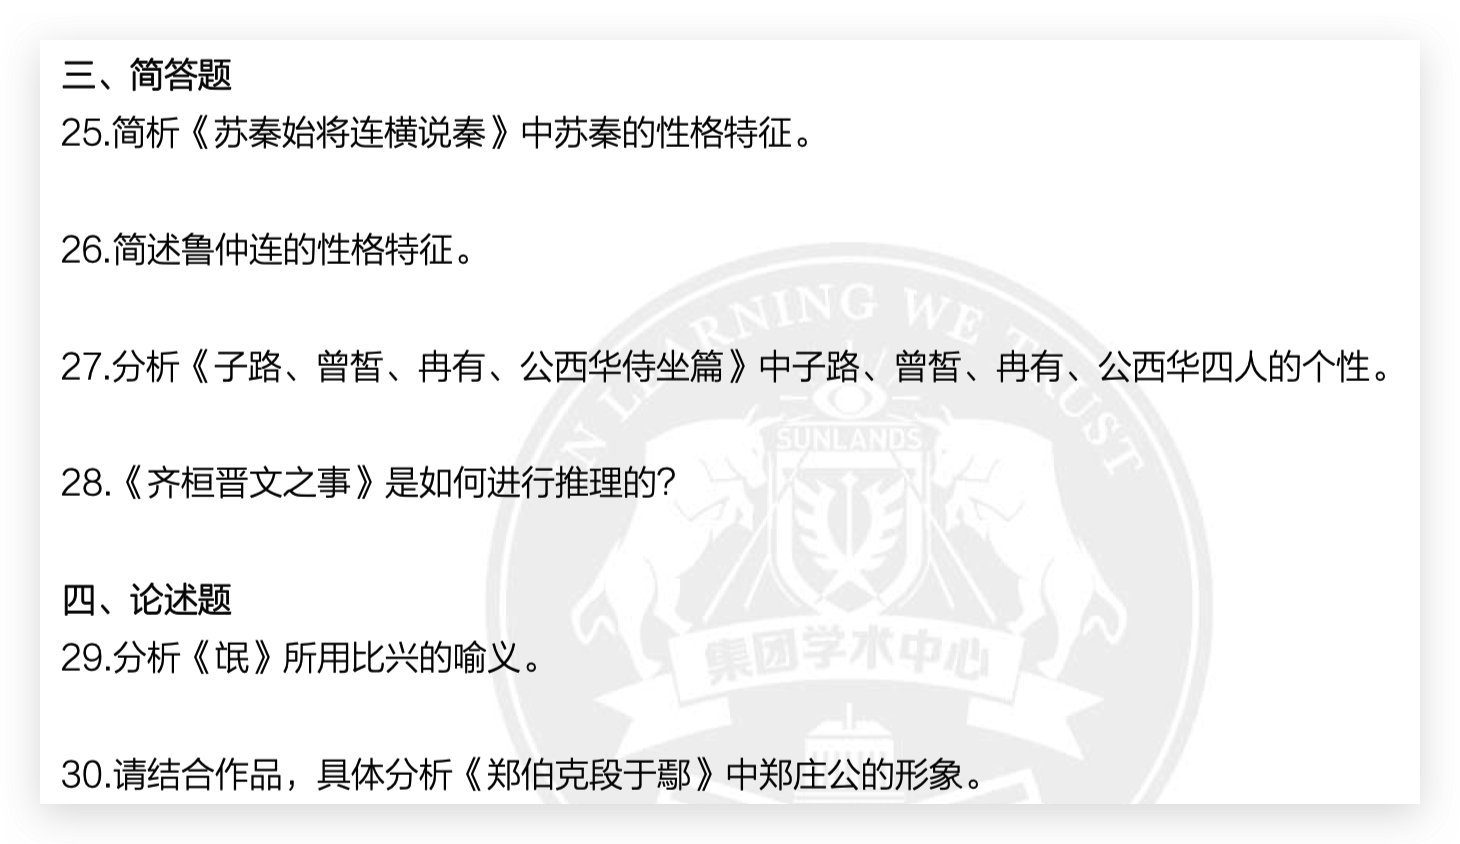 三、简答题
25.简析《苏秦始将连横说秦》中苏秦的性格特征。
26.简述鲁仲连的性格特征。
27.分析《子路、曾皙、冉有、公西华侍坐篇》中子路、曾皙、冉有、公西华四人的个性。
28.《齐桓晋文之事》是如何进行推理的?
四、论述题
29.分析《氓》所用比兴的喻义。
30.请结合作品，具体分析《郑伯克段于鄢》中郑庄公的形象。
IN LEARNING WE TRUST
SUNLANDS
集团学术中心